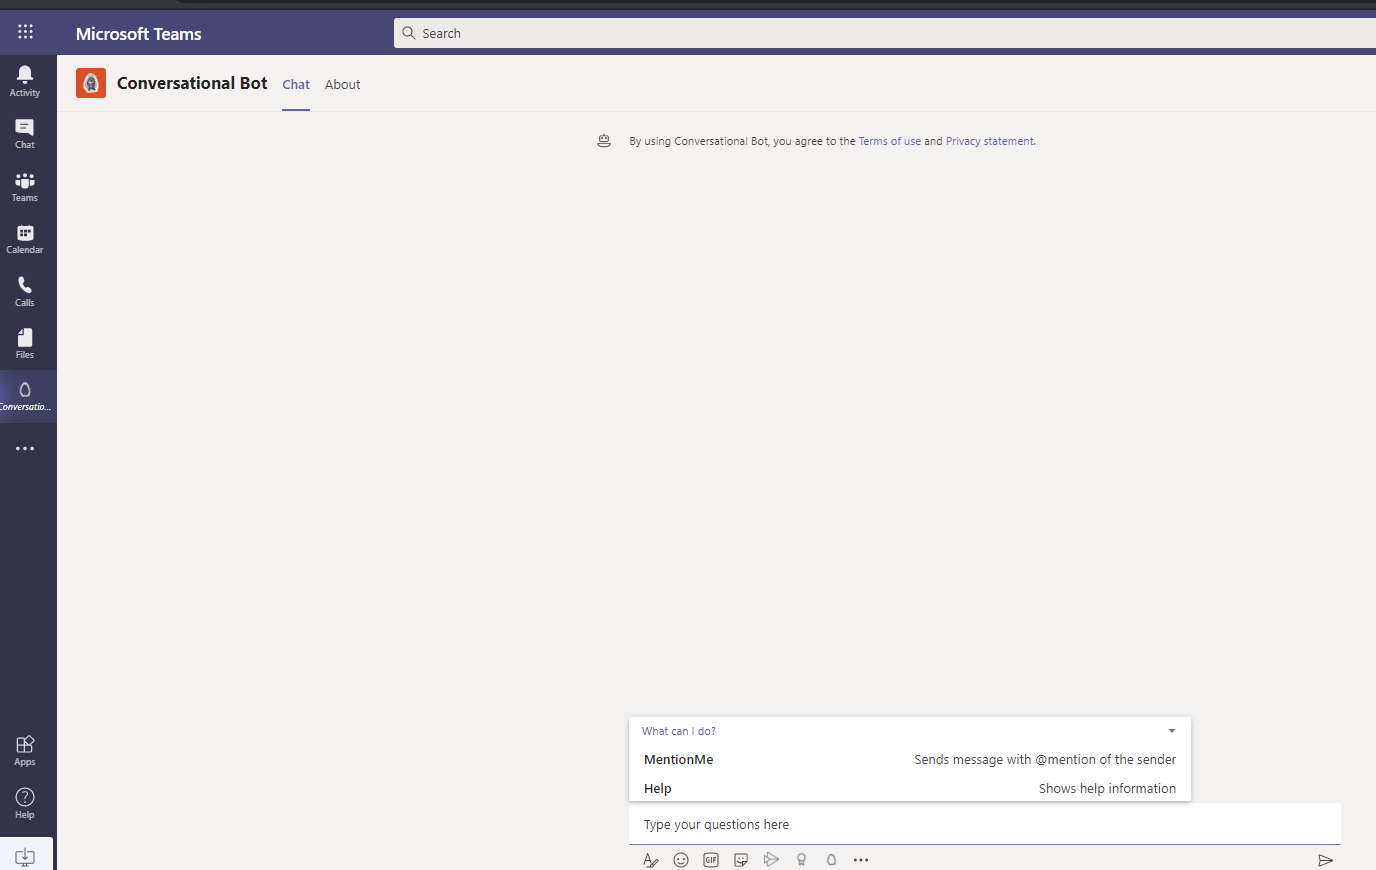 Microsoft Teams
Search
Activity
Chat
Teams
Calendar
Calls
Files
Conversatio...
Apps
Help
Conversational Bot Chat About
By using Conversational Bot, you agree to the Terms of use and Privacy statement.
What can I do?
MentionMe Sends message with @mention of the sender
Help Shows help information
Type your questions here
GIF